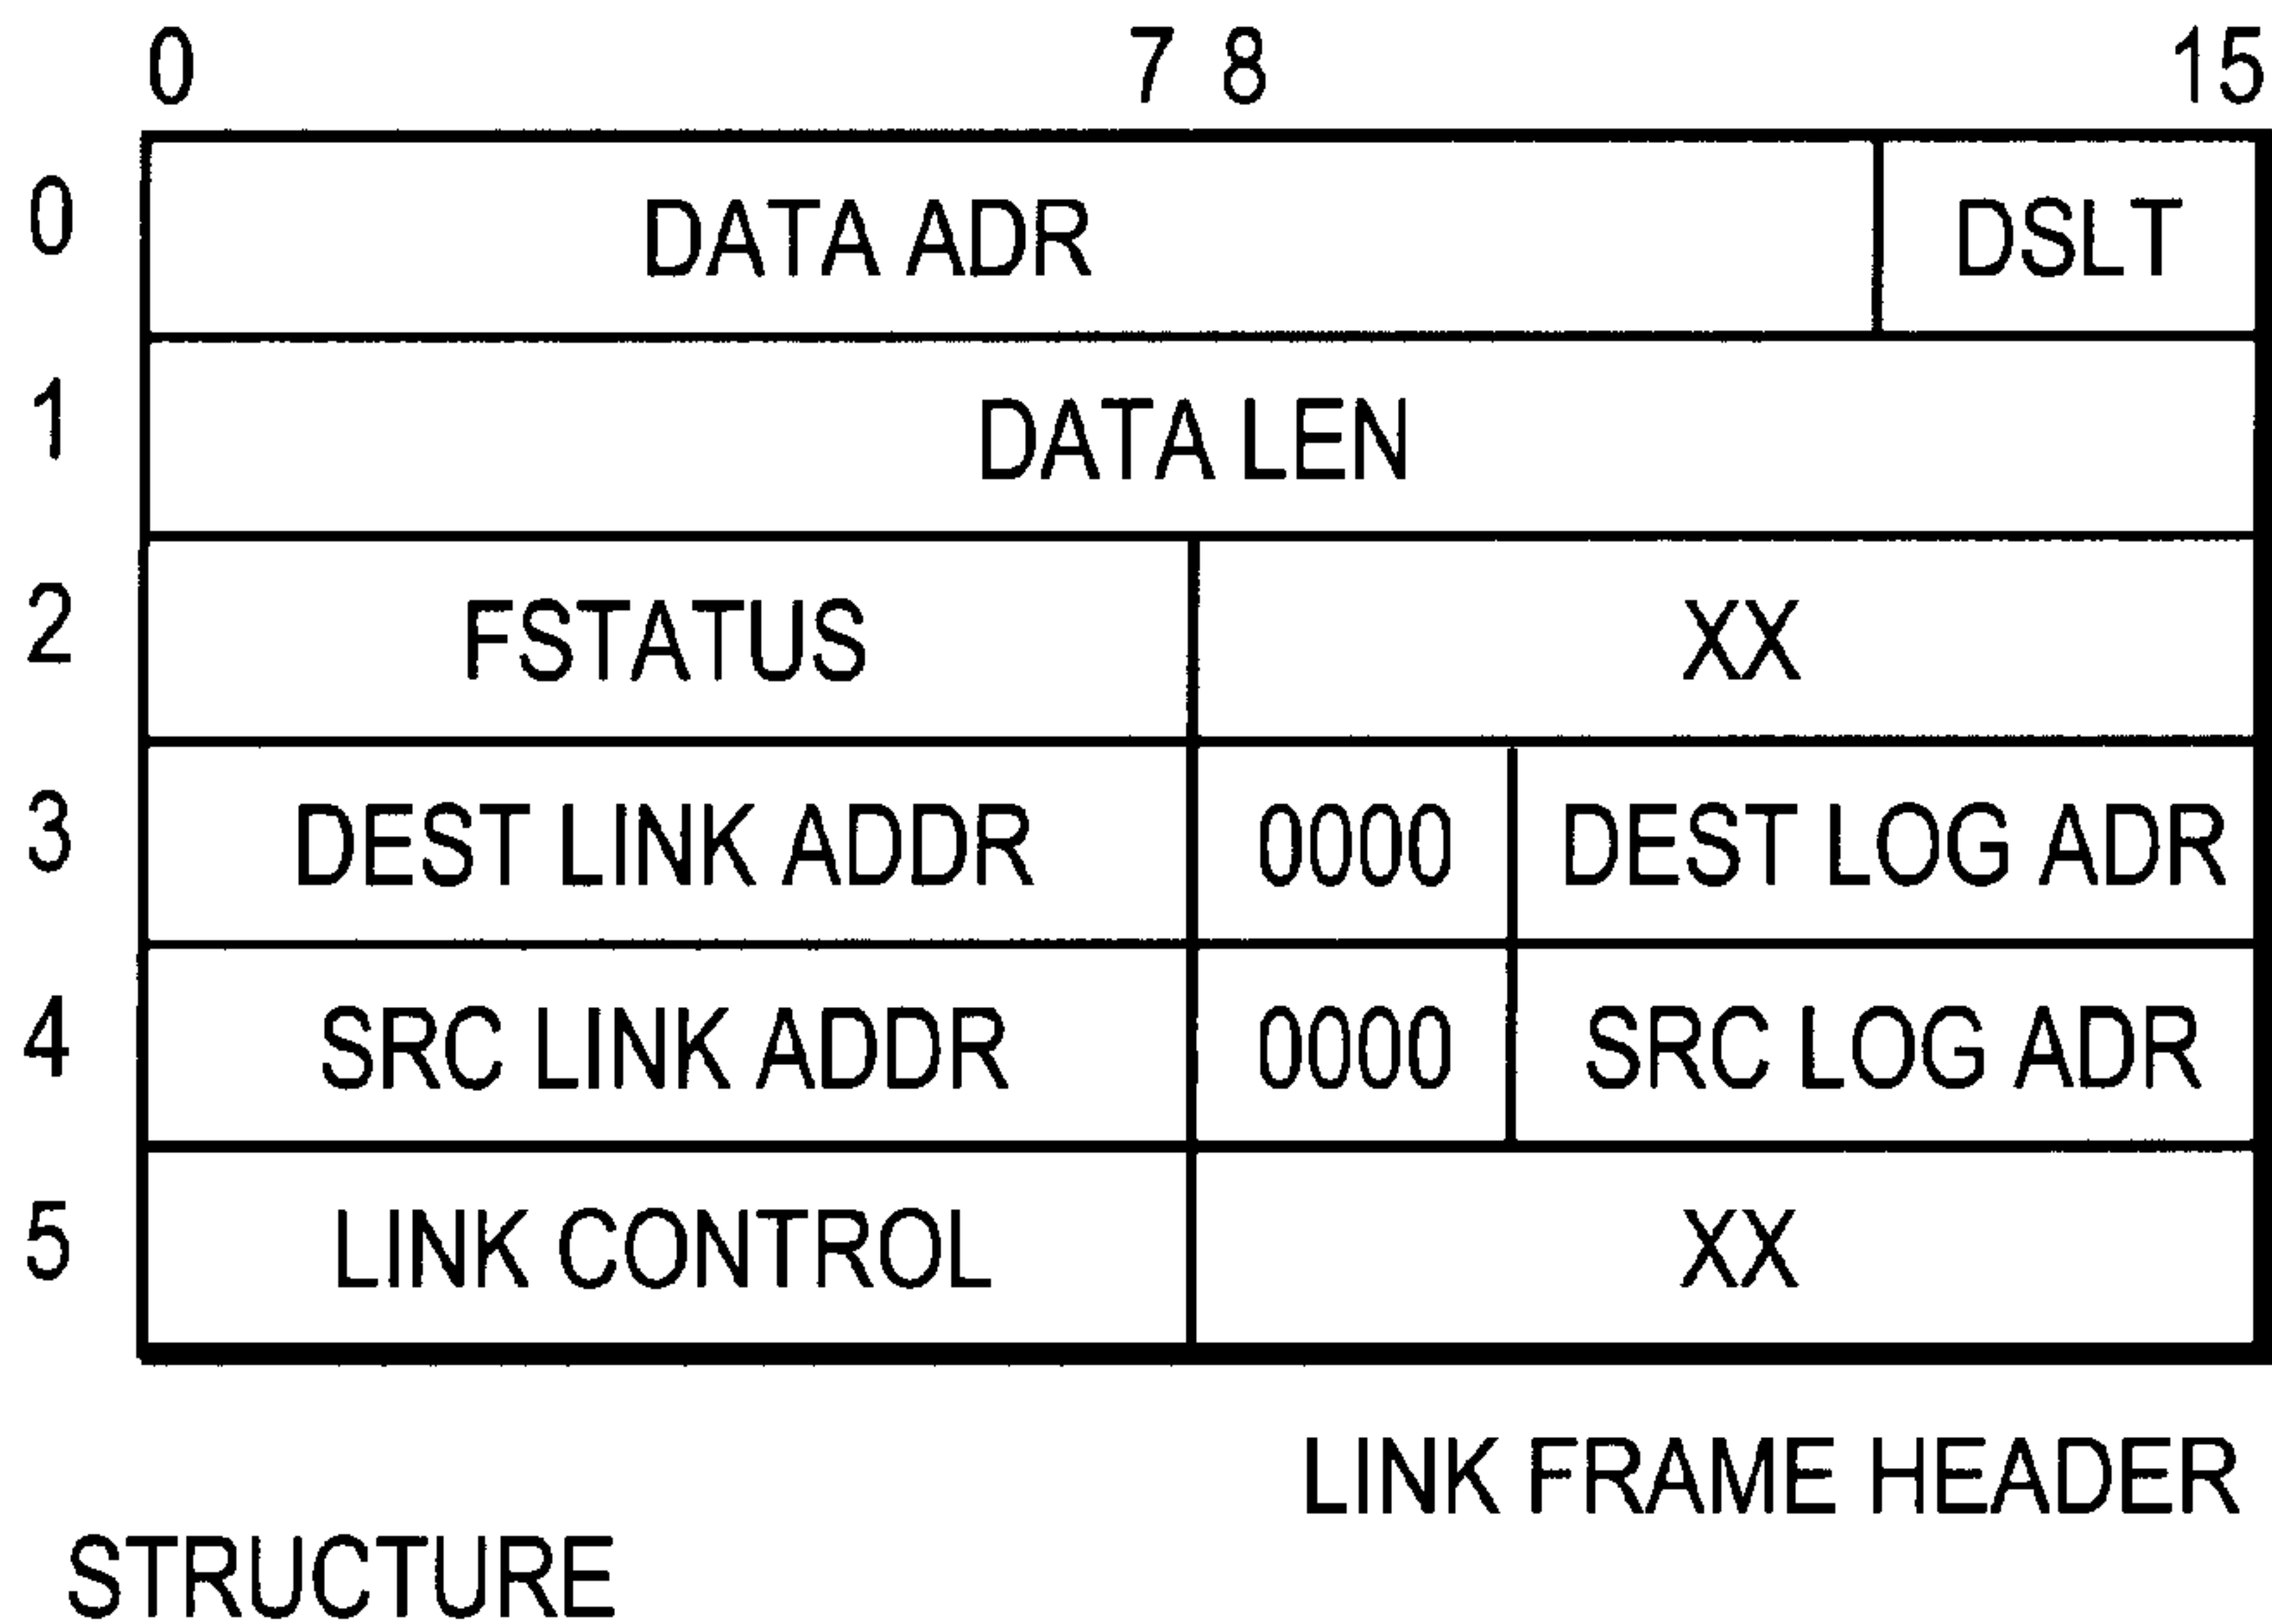 0 7 8 15
0 DATA ADR DSLT
1 DATA LEN
2 FSTATUS XX
3 DEST LINK ADDR 0000 DEST LOG ADR
4 SRC LINK ADDR 0000 SRC LOG ADR
5 LINK CONTROL XX
LINK FRAME HEADER
STRUCTURE